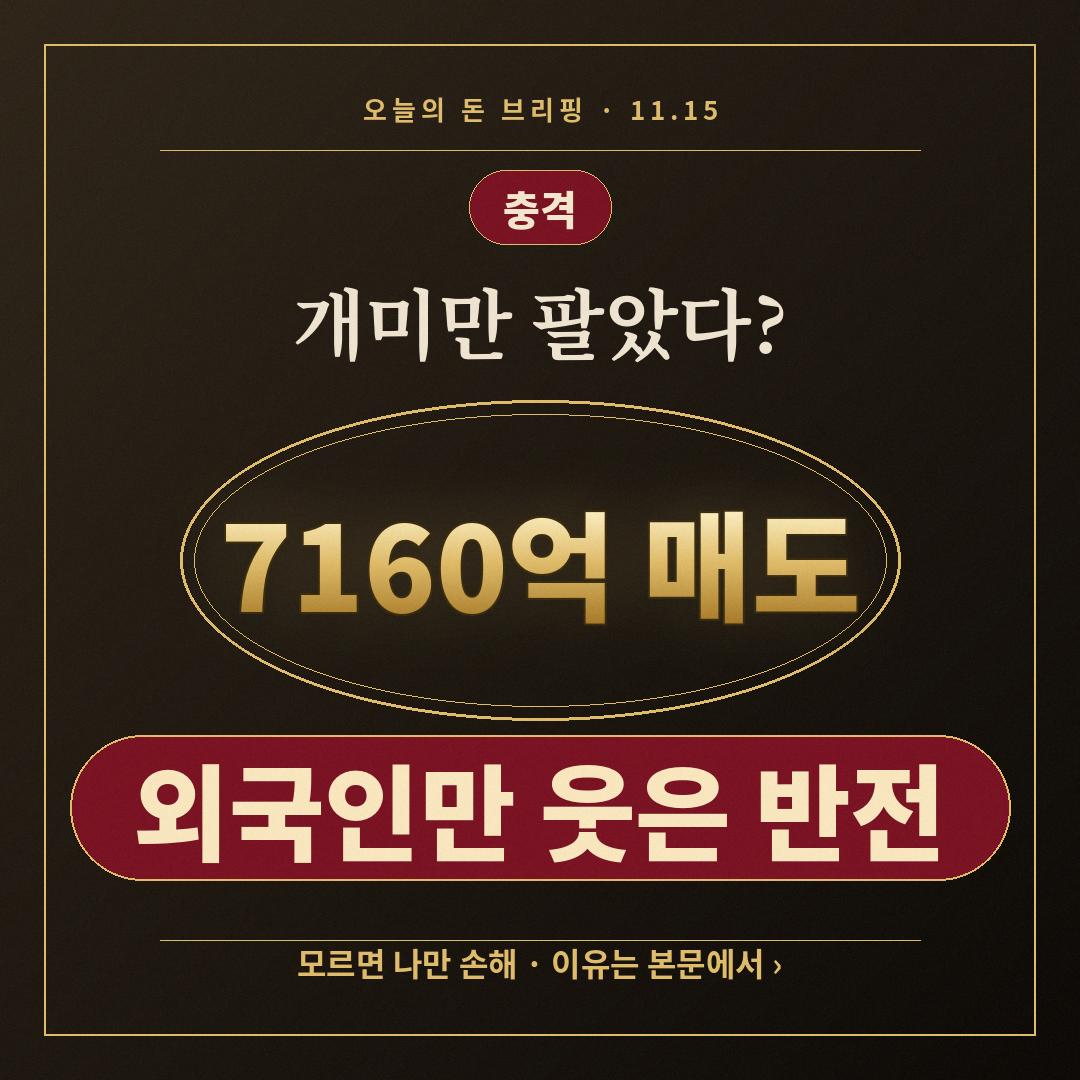 오늘의 돈 브리핑 · 11.15
충격
개미만 팔았다?
7160억 매도
외국인만 웃은 반전
모르면 나만 손해 · 이유는 본문에서 ›